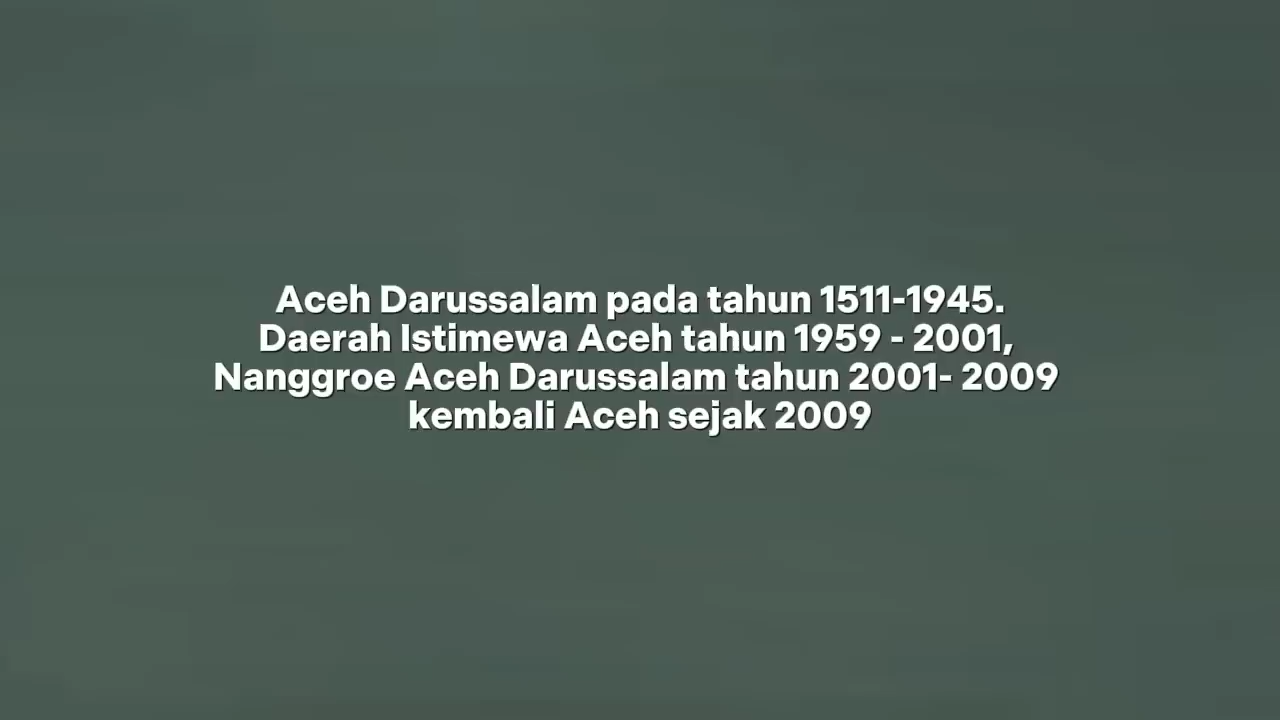 Aceh Darussalam pada tahun 1511-1945.
Daerah Istimewa Aceh tahun 1959 - 2001,
Nanggroe Aceh Darussalam tahun 2001- 2009
kembali Aceh sejak 2009